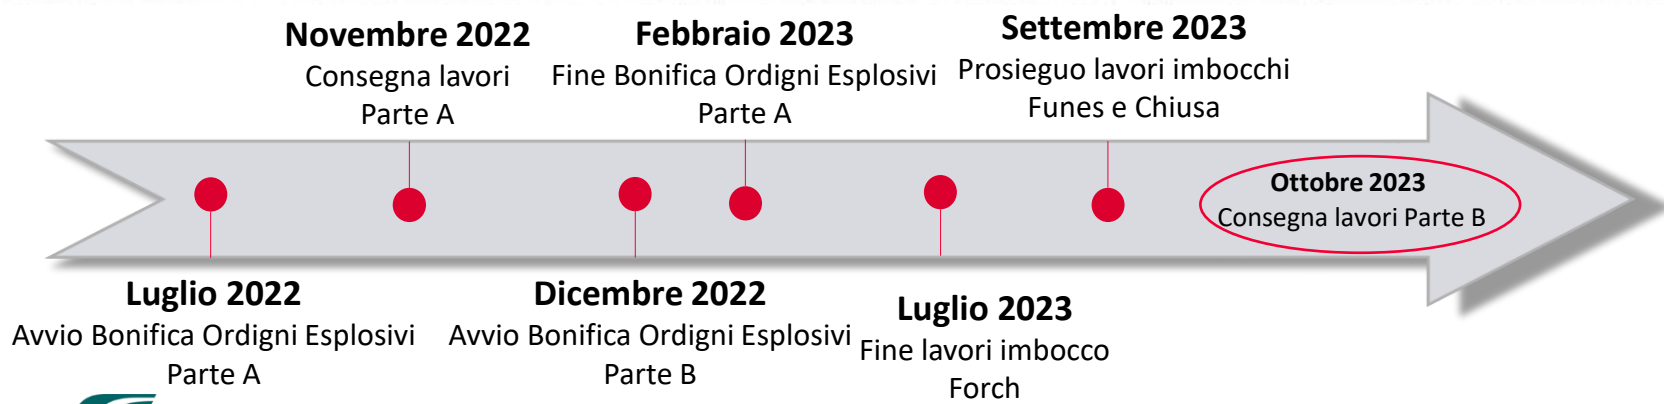 Novembre 2022
Consegna lavori
Parte A
Febbraio 2023
Fine Bonifica Ordigni Esplosivi
Parte A
Settembre 2023
Prosieguo lavori imbocchi
Funes e Chiusa
Ottobre 2023
Consegna lavori Parte B
Luglio 2022
Avvio Bonifica Ordigni Esplosivi
Parte A
Dicembre 2022
Avvio Bonifica Ordigni Esplosivi
Parte B
Luglio 2023
Fine lavori imbocco
Forch